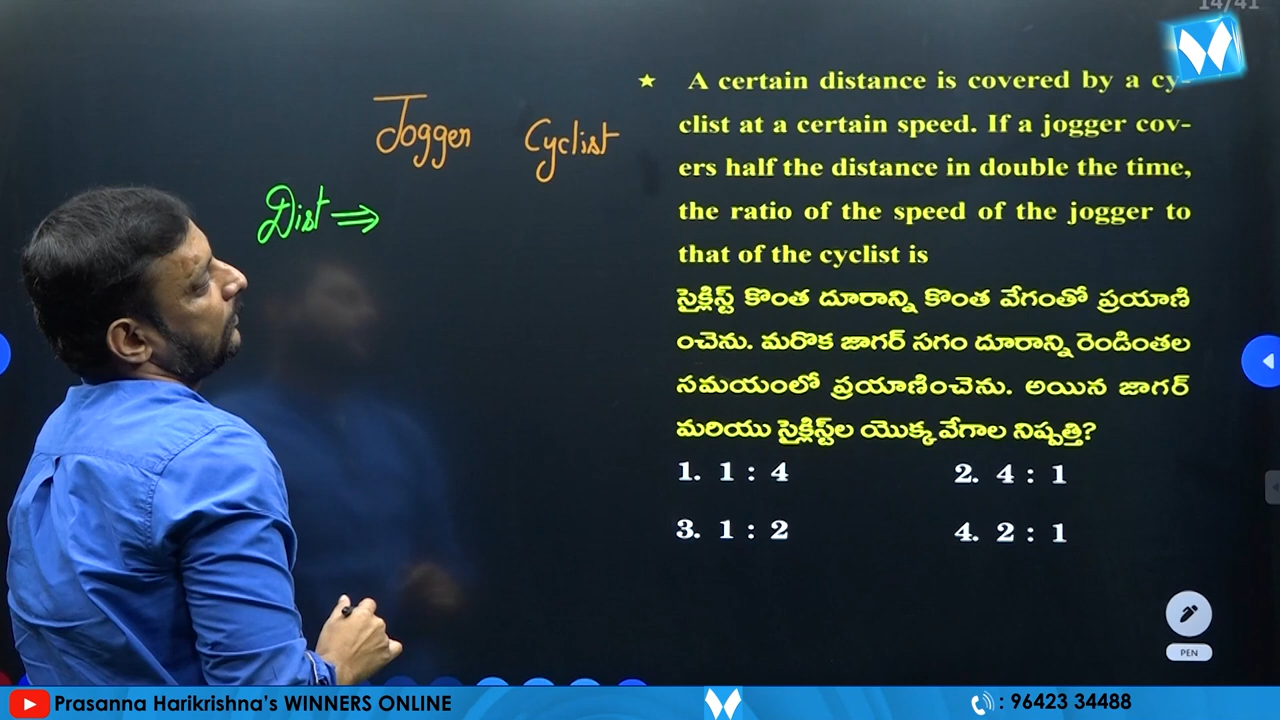 14/41
W
Jogger Cyclist
Dist ⇒
★ A certain distance is covered by a cy-
clist at a certain speed. If a jogger cov-
ers half the distance in double the time,
the ratio of the speed of the jogger to
that of the cyclist is
సైక్లిస్ట్ కొంత దూరాన్ని కొంత వేగంతో ప్రయాణి
ంచెను. మరొక జాగర్ సగం దూరాన్ని రెండింతల
సమయంలో ప్రయాణించెను. అయిన జాగర్
మరియు సైక్లిస్ట్‌ల యొక్క వేగాల నిష్పత్తి?
1. 1 : 4 2. 4 : 1
3. 1 : 2 4. 2 : 1
PEN
Prasanna Harikrishna's WINNERS ONLINE W : 96423 34488